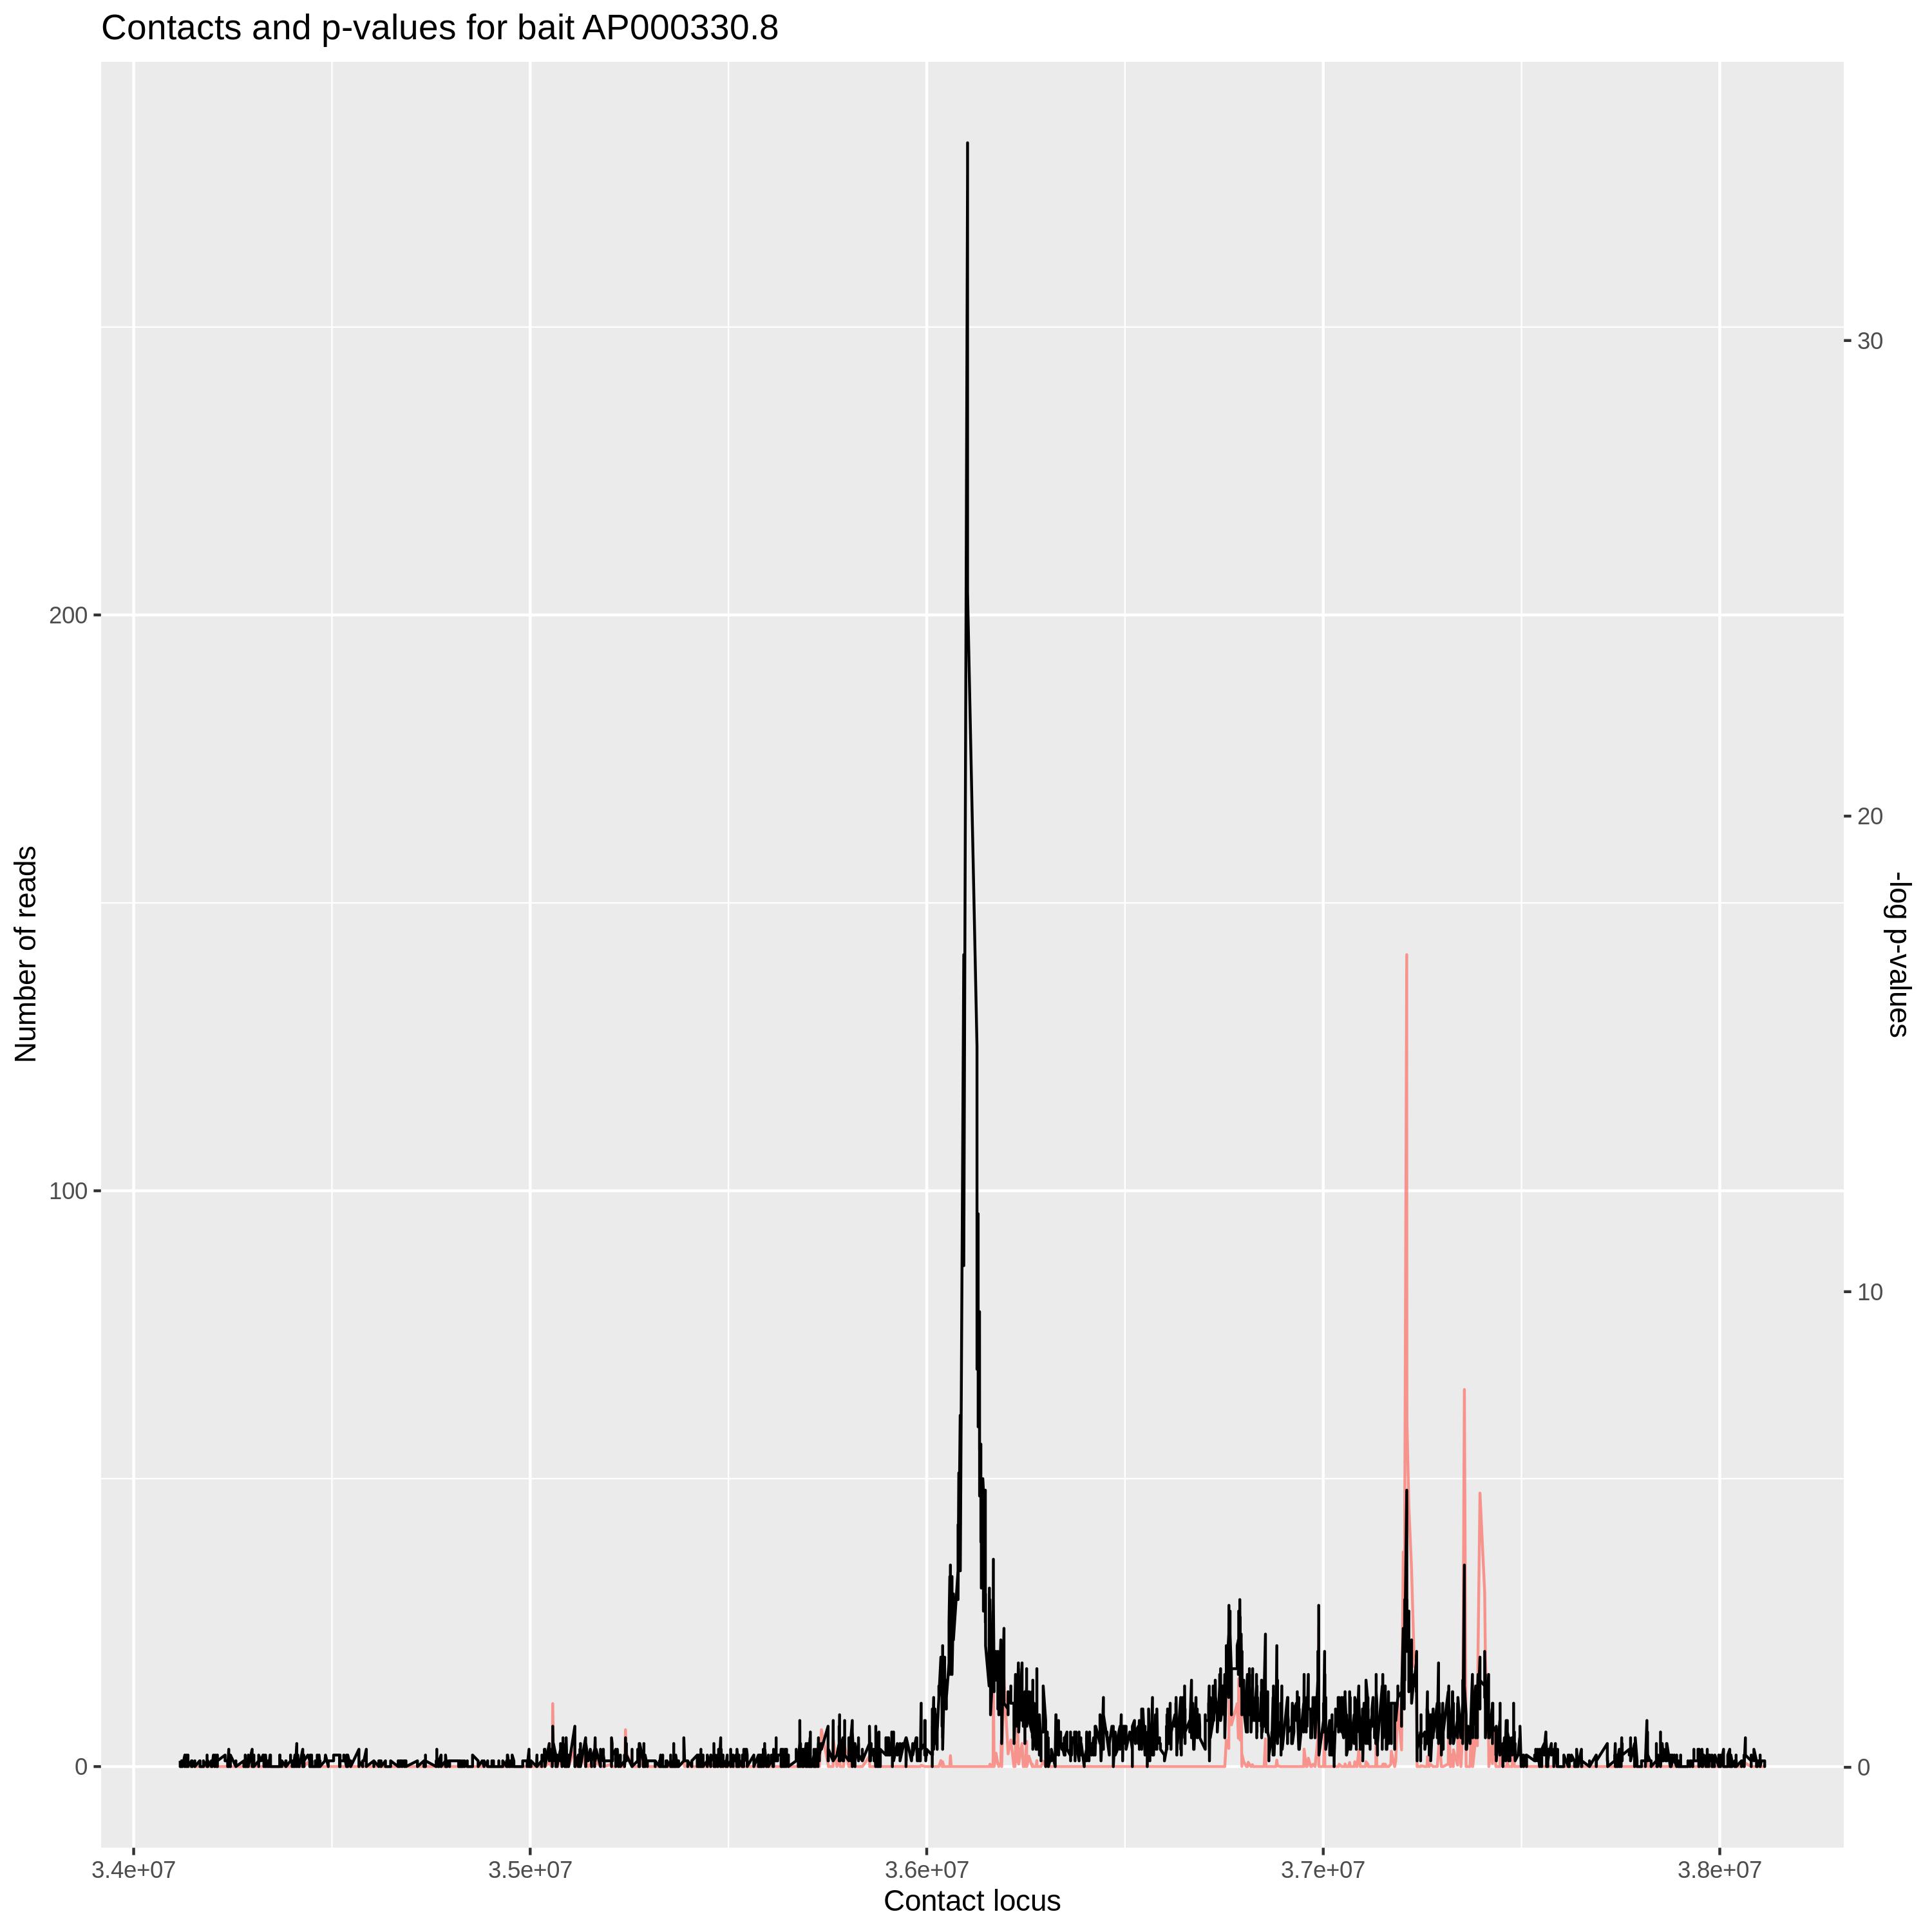 Contacts and p-values for bait AP000330.8
Number of reads
200
100
0
30
20
10
0
-log p-values
3.4e+07 3.5e+07 3.6e+07 3.7e+07 3.8e+07
Contact locus